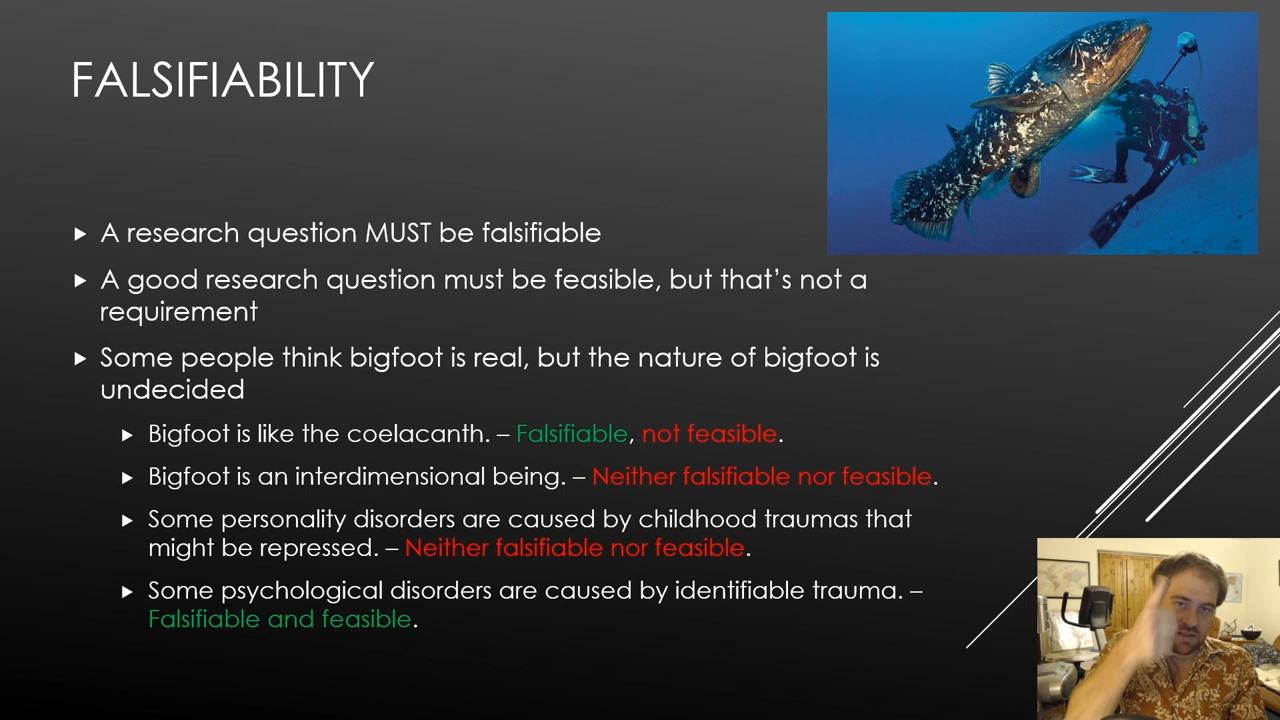 FALSIFIABILITY
A research question MUST be falsifiable
A good research question must be feasible, but that’s not a
requirement
Some people think bigfoot is real, but the nature of bigfoot is
undecided
Bigfoot is like the coelacanth. – Falsifiable, not feasible.
Bigfoot is an interdimensional being. – Neither falsifiable nor feasible.
Some personality disorders are caused by childhood traumas that
might be repressed. – Neither falsifiable nor feasible.
Some psychological disorders are caused by identifiable trauma. –
Falsifiable and feasible.